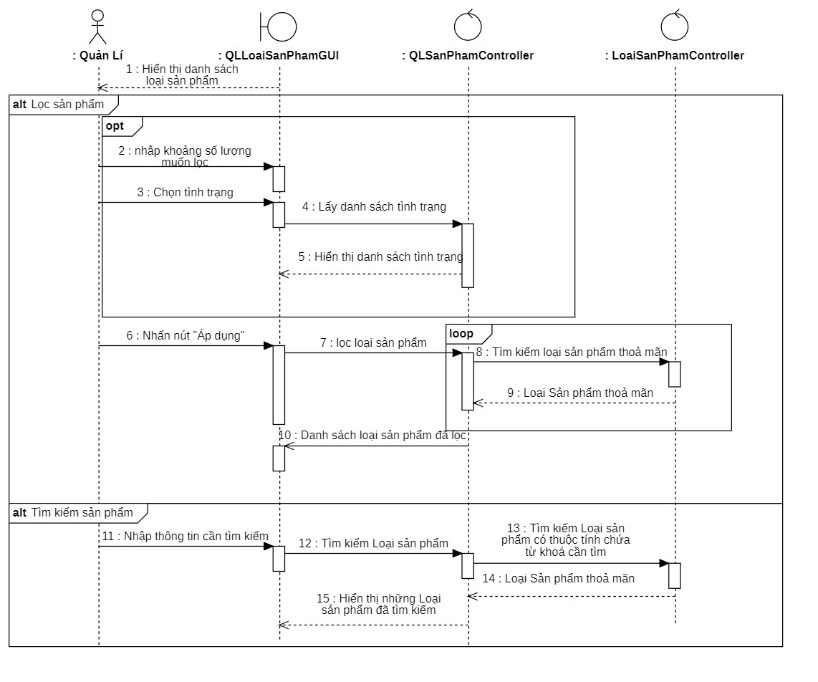 : Quản Lí
: QLLoaiSanPhamGUI
: QLSanPhamController
: LoaiSanPhamController
1 : Hiển thị danh sách
loại sản phẩm
alt Lọc sản phẩm
opt
2 : nhập khoảng số lượng
muốn lọc
3 : Chọn tình trạng
4 : Lấy danh sách tình trạng
5 : Hiển thị danh sách tình trạng
6 : Nhấn nút "Áp dụng"
7 : lọc loại sản phẩm
loop
8 : Tìm kiếm loại sản phẩm thoả mãn
9 : Loại Sản phẩm thoả mãn
10 : Danh sách loại sản phẩm đã lọc
alt Tìm kiếm sản phẩm
11 : Nhập thông tin cần tìm kiếm
12 : Tìm kiếm Loại sản phẩm
13 : Tìm kiếm Loại sản
phẩm có thuộc tính chứa
từ khoá cần tìm
14 : Loại Sản phẩm thoả mãn
15 : Hiển thị những Loại
sản phẩm đã tìm kiếm